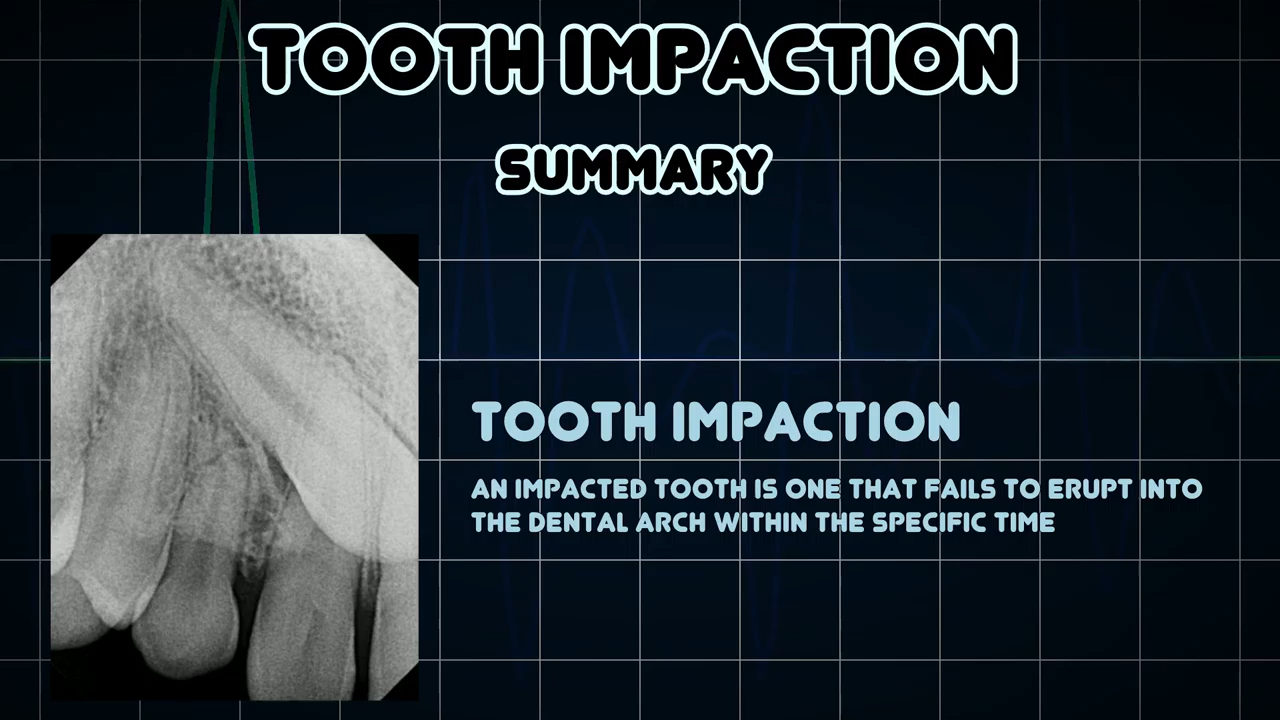 TOOTH IMPACTION
SUMMARY
TOOTH IMPACTION
AN IMPACTED TOOTH IS ONE THAT FAILS TO ERUPT INTO
THE DENTAL ARCH WITHIN THE SPECIFIC TIME